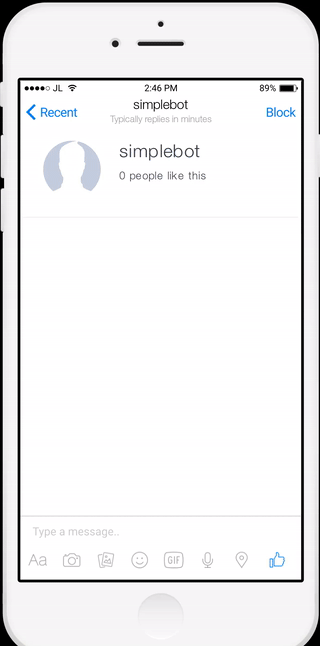 JL 2:46 PM 89%
Recent simplebot Block
Typically replies in minutes
simplebot
0 people like this
Type a message..
Aa GIF